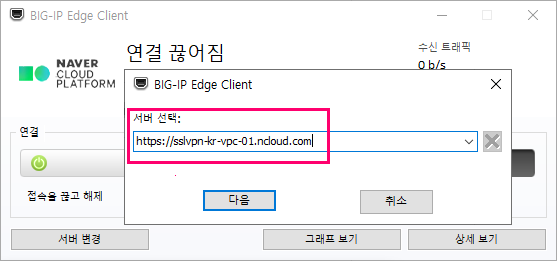 BIG-IP Edge Client
NAVER
CLOUD
PLATFORM
연결 끊어짐
수신 트래픽
0 b/s
BIG-IP Edge Client
서버 선택:
https://sslvpn-kr-vpc-01.ncloud.com
다음
취소
연결
접속을 끊고 해제
서버 변경
그래프 보기
상세 보기